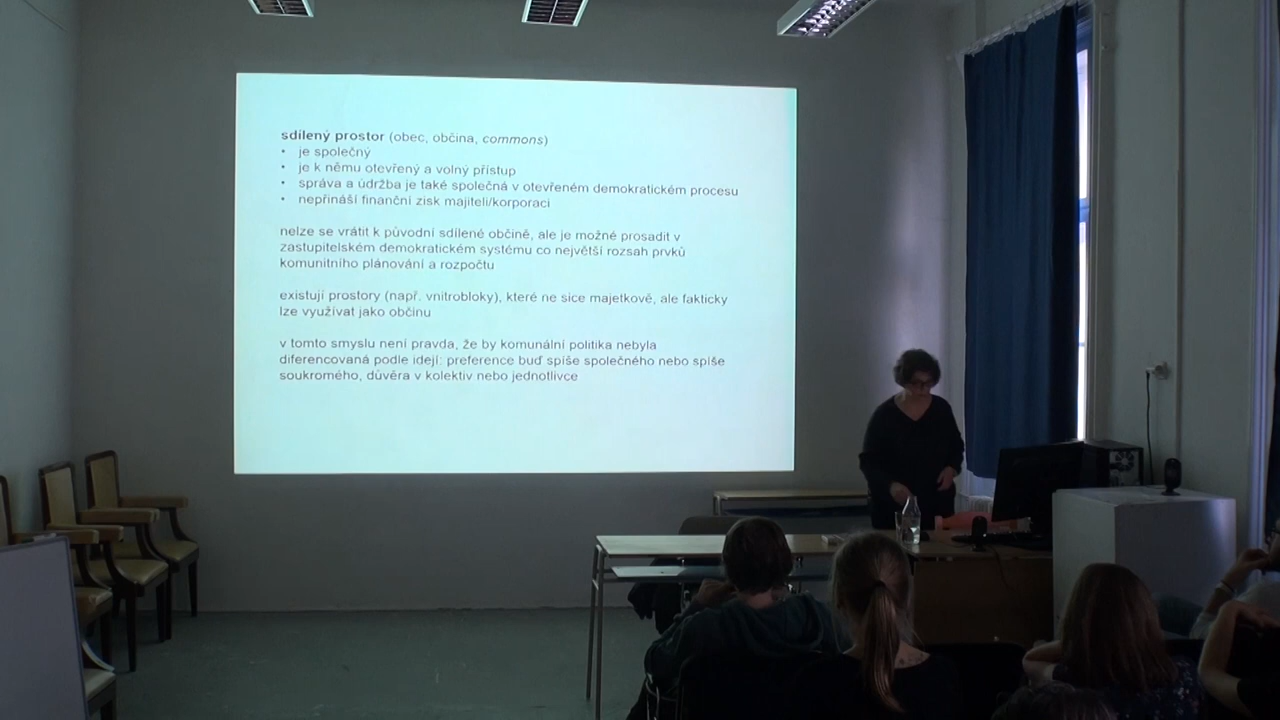 sdílený prostor (obec, občina, commons)
• je společný
• je k němu otevřený a volný přístup
• správa a údržba je také společná v otevřeném demokratickém procesu
• nepřináší finanční zisk majiteli/korporaci
nelze se vrátit k původní sdílené občině, ale je možné prosadit v
zastupitelském demokratickém systému co největší rozsah prvků
komunitního plánování a rozpočtu
existují prostory (např. vnitrobloky), které ne sice majetkově, ale fakticky
lze využívat jako občinu
v tomto smyslu není pravda, že by komunální politika nebyla
diferencovaná podle idejí: preference buď spíše společného nebo spíše
soukromého, důvěra v kolektiv nebo jednotlivce